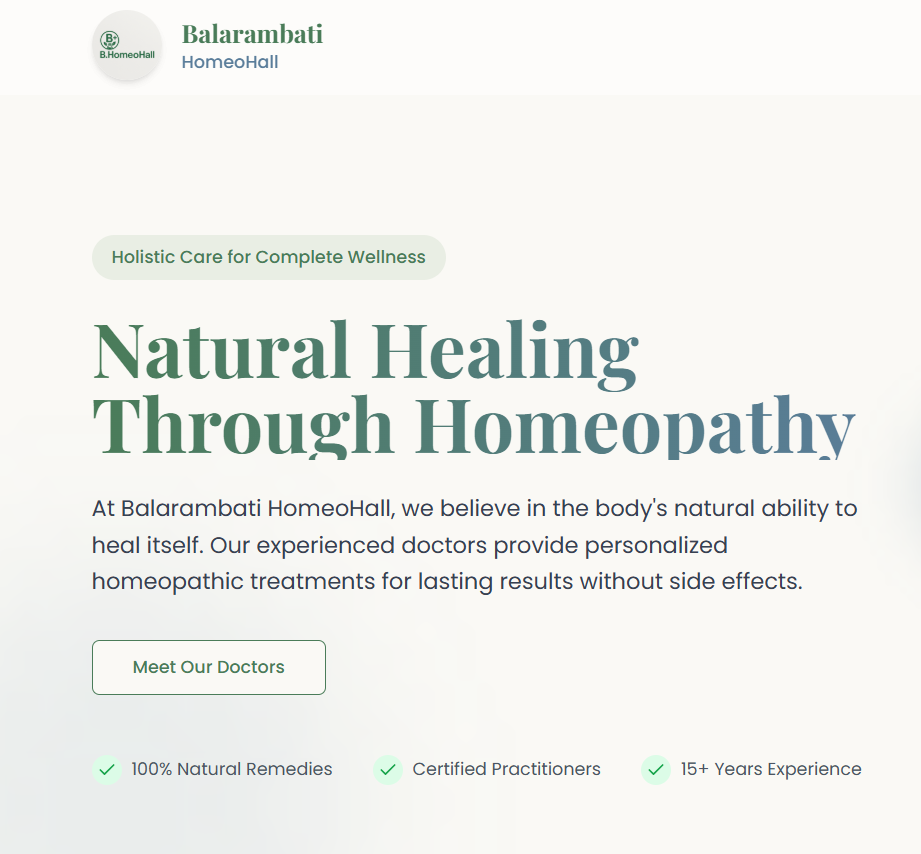 B.HomeoHall
Balarambati
HomeoHall
Holistic Care for Complete Wellness
Natural Healing
Through Homeopathy
At Balarambati HomeoHall, we believe in the body's natural ability to
heal itself. Our experienced doctors provide personalized
homeopathic treatments for lasting results without side effects.
Meet Our Doctors
100% Natural Remedies
Certified Practitioners
15+ Years Experience